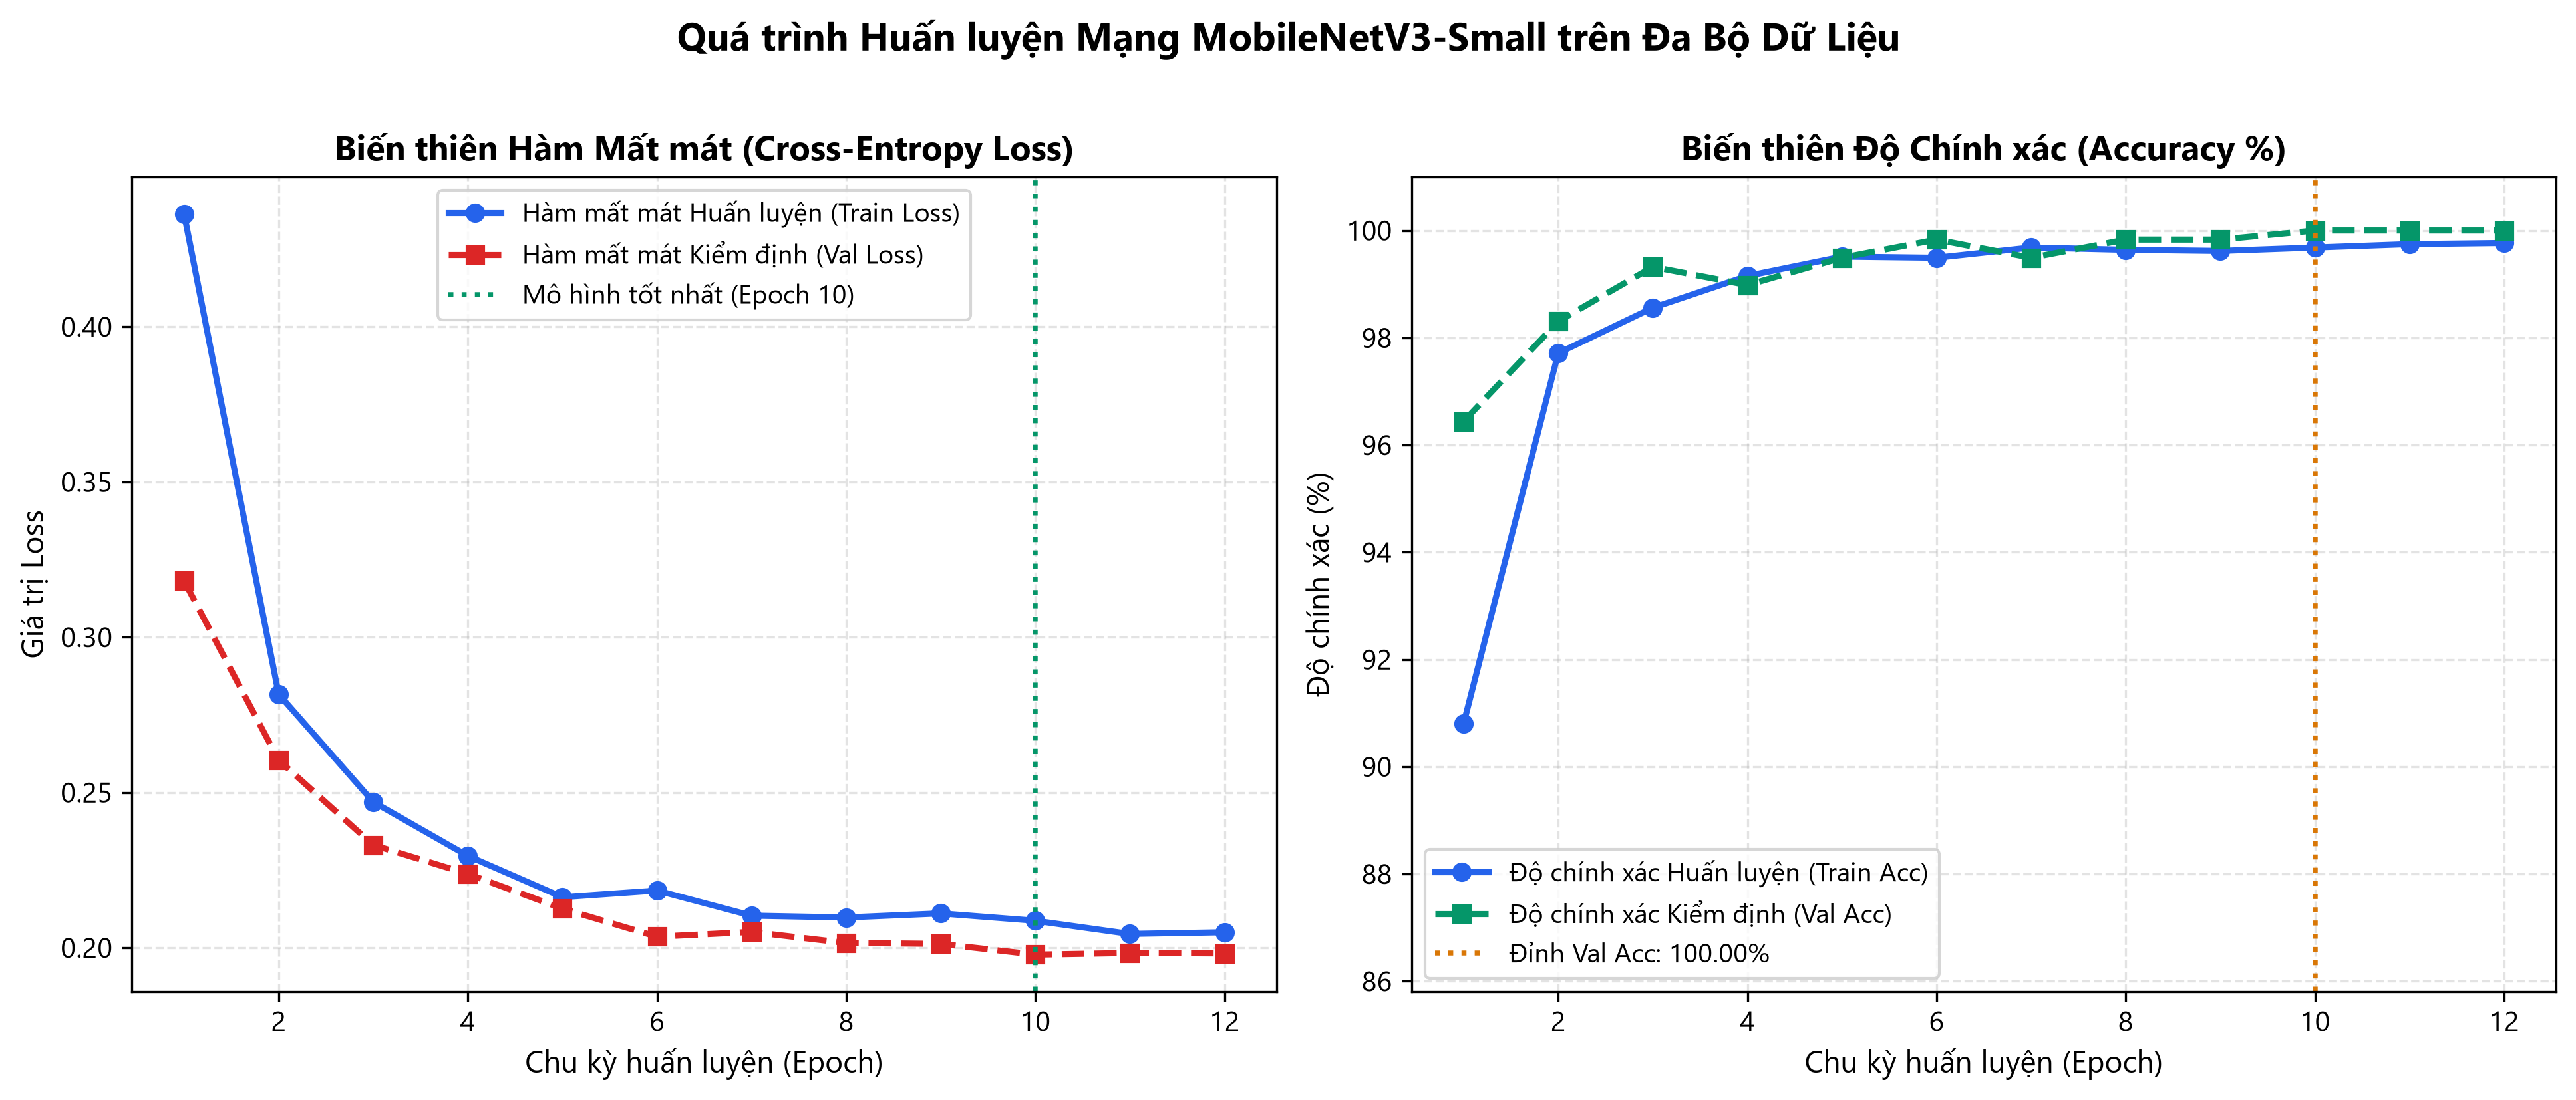 Quá trình Huấn luyện Mạng MobileNetV3-Small trên Đa Bộ Dữ Liệu
Biến thiên Hàm Mất mát (Cross-Entropy Loss)
Hàm mất mát Huấn luyện (Train Loss)
Hàm mất mát Kiểm định (Val Loss)
Mô hình tốt nhất (Epoch 10)
Giá trị Loss
0.40
0.35
0.30
0.25
0.20
2 4 6 8 10 12
Chu kỳ huấn luyện (Epoch)
Biến thiên Độ Chính xác (Accuracy %)
Độ chính xác (%)
100
98
96
94
92
90
88
86
Độ chính xác Huấn luyện (Train Acc)
Độ chính xác Kiểm định (Val Acc)
Đỉnh Val Acc: 100.00%
2 4 6 8 10 12
Chu kỳ huấn luyện (Epoch)